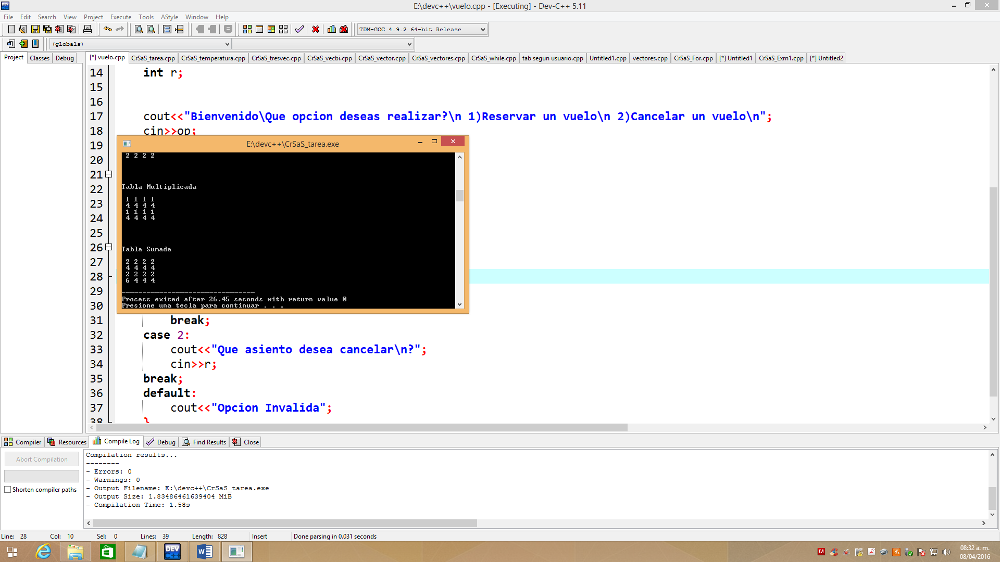 E:\devc++\vuelo.cpp - [Executing] - Dev-C++ 5.11
File Edit Search View Project Execute Tools AStyle Window Help
TDM-GCC 4.9.2 64-bit Release
(globals)
Project Classes Debug
[*] vuelo.cpp CrSaS_tarea.cpp CrSaS_temperatura.cpp CrSaS_tresvec.cpp CrSaS_vecbi.cpp CrSaS_vector.cpp CrSaS_vectores.cpp CrSaS_while.cpp tab segun usuario.cpp Untitled1.cpp vectores.cpp CrSaS_For.cpp [*] Untitled1 CrSaS_Exm1.cpp [*] Untitled2
14 int r;
15
16
17 cout<<"Bienvenido\Que opcion deseas realizar?\n 1)Reservar un vuelo\n 2)Cancelar un vuelo\n";
18 cin>>op;
19
20
21
22
23
24
25
26
27
28
29
30
E:\devc++\CrSaS_tarea.exe
2 2 2 2
Tabla Multiplicada
1 1 1 1
4 4 4 4
1 1 1 1
4 4 4 4
Tabla Sumada
2 2 2 2
4 4 4 4
2 2 2 2
6 4 4 4
--------------------------------
Process exited after 26.45 seconds with return value 0
Presione una tecla para continuar . . .
31 break;
32 case 2:
33 cout<<"Que asiento desea cancelar\n?";
34 cin>>r;
35 break;
36 default:
37 cout<<"Opcion Invalida";
38 }
Compiler Resources Compile Log Debug Find Results Close
Abort Compilation
Shorten compiler paths
Compilation results...
--------
- Errors: 0
- Warnings: 0
- Output Filename: E:\devc++\CrSaS_tarea.exe
- Output Size: 1.83486461639404 MiB
- Compilation Time: 1.58s
Line: 28 Col: 10 Sel: 0 Lines: 39 Length: 828 Insert Done parsing in 0.031 seconds
DEV C++
08:32 a. m.
08/04/2016